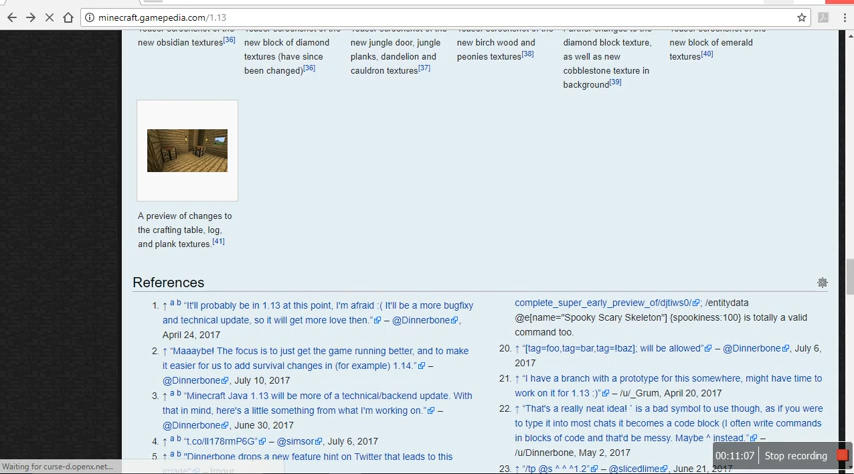 minecraft.gamepedia.com/1.13
new obsidian textures[36]
new block of diamond
textures (have since
been changed)[36]
new jungle door, jungle
planks, dandelion and
cauldron textures[37]
new birch wood and
peonies textures[38]
diamond block texture,
as well as new
cobblestone texture in
background[39]
new block of emerald
textures[40]
A preview of changes to
the crafting table, log,
and plank textures.[41]
References
1. ↑ a b "It'll probably be in 1.13 at this point, I'm afraid :( It'll be a more bugfixy
and technical update, so it will get more love then." – @Dinnerbone,
April 24, 2017
2. ↑ "Maaaybe! The focus is to just get the game running better, and to make
it easier for us to add survival changes in (for example) 1.14." –
@Dinnerbone, July 10, 2017
3. ↑ a b "Minecraft Java 1.13 will be more of a technical/backend update. With
that in mind, here's a little something from what I'm working on." –
@Dinnerbone, June 30, 2017
4. ↑ "t.co/lI178rmP6G" – @simsor, July 6, 2017
5. ↑ "Dinnerbone drops a new feature hint on Twitter that leads to this
complete_super_early_preview_of/djtiws0/; /entitydata
@e[name="Spooky Scary Skeleton"] {spookiness:100} is totally a valid
command too.
20. ↑ "[tag=foo,tag=bar,tag=!baz]; will be allowed" – @Dinnerbone, July 6,
2017
21. ↑ "I have a branch with a prototype for this somewhere, might have time to
work on it for 1.13 :)" – /u/_Grum, April 20, 2017
22. ↑ "That's a really neat idea! ` is a bad symbol to use though, as if you were
to type it into most chats it becomes a code block (I often write commands
in blocks of code and that'd be messy. Maybe ^ instead." –
/u/Dinnerbone, May 2, 2017
23. ↑ "/tp @s ^ ^ ^1.2" – @slicedlime, June 21, 2017
Waiting for curse-d.openx.net...
00:11:07 Stop recording